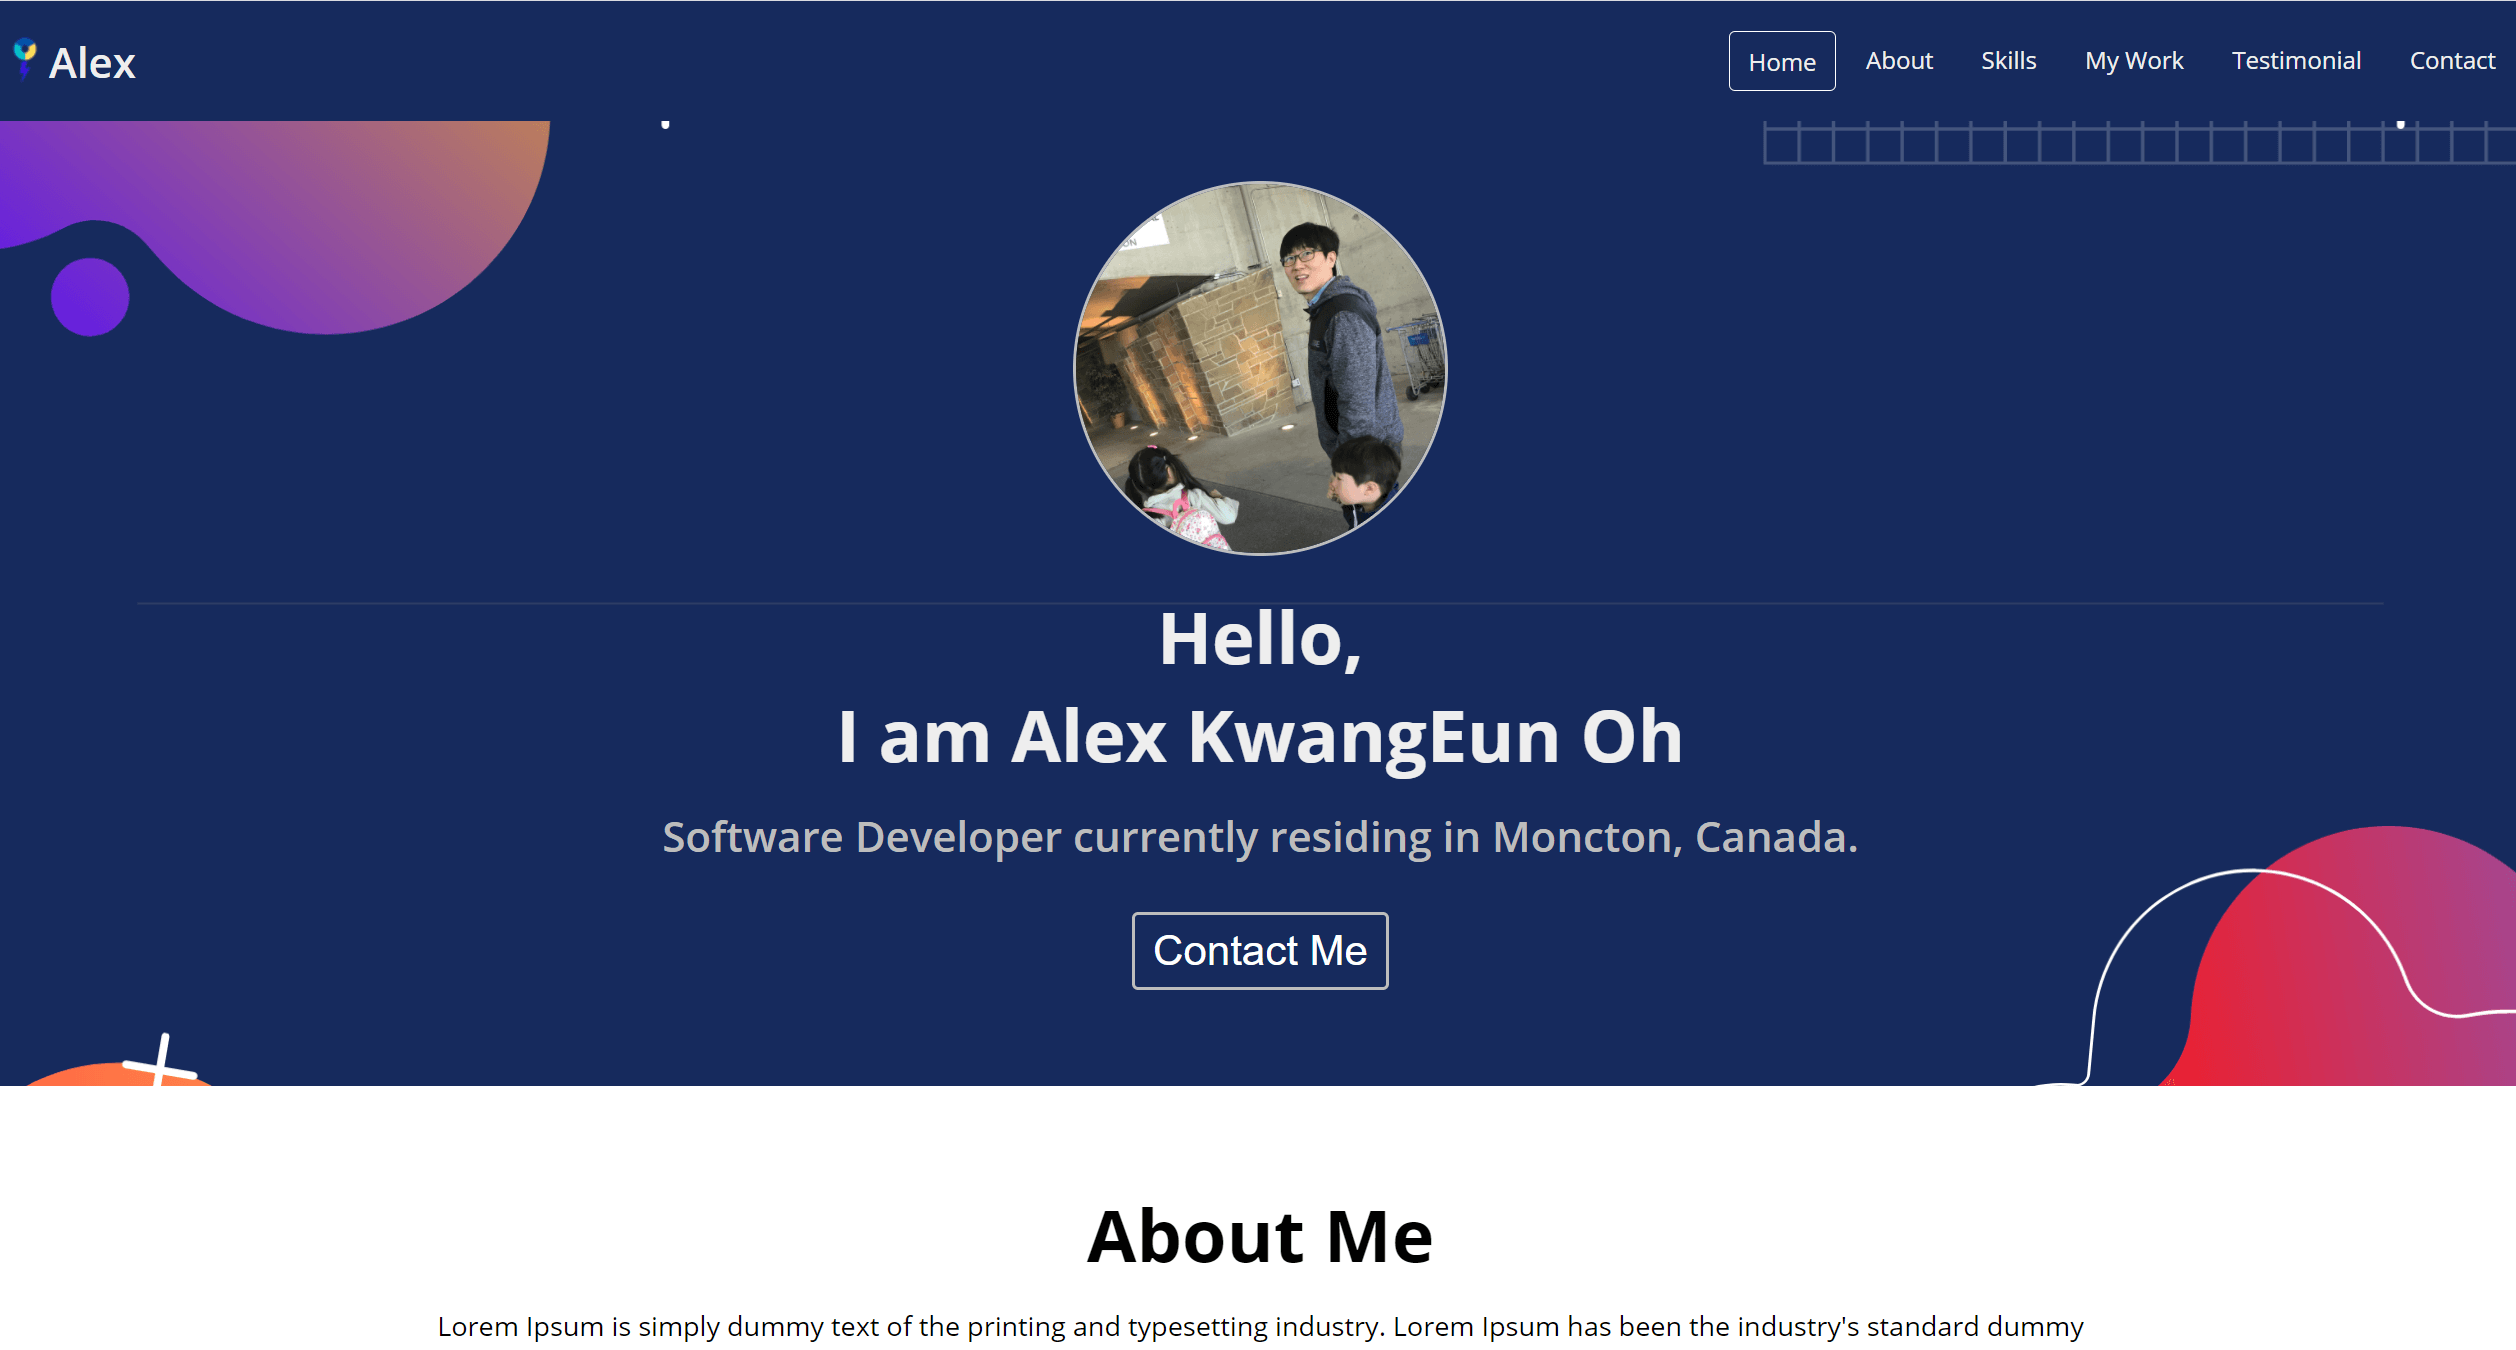 Alex
Home About Skills My Work Testimonial Contact
Hello,
I am Alex KwangEun Oh
Software Developer currently residing in Moncton, Canada.
Contact Me
About Me
Lorem Ipsum is simply dummy text of the printing and typesetting industry. Lorem Ipsum has been the industry's standard dummy